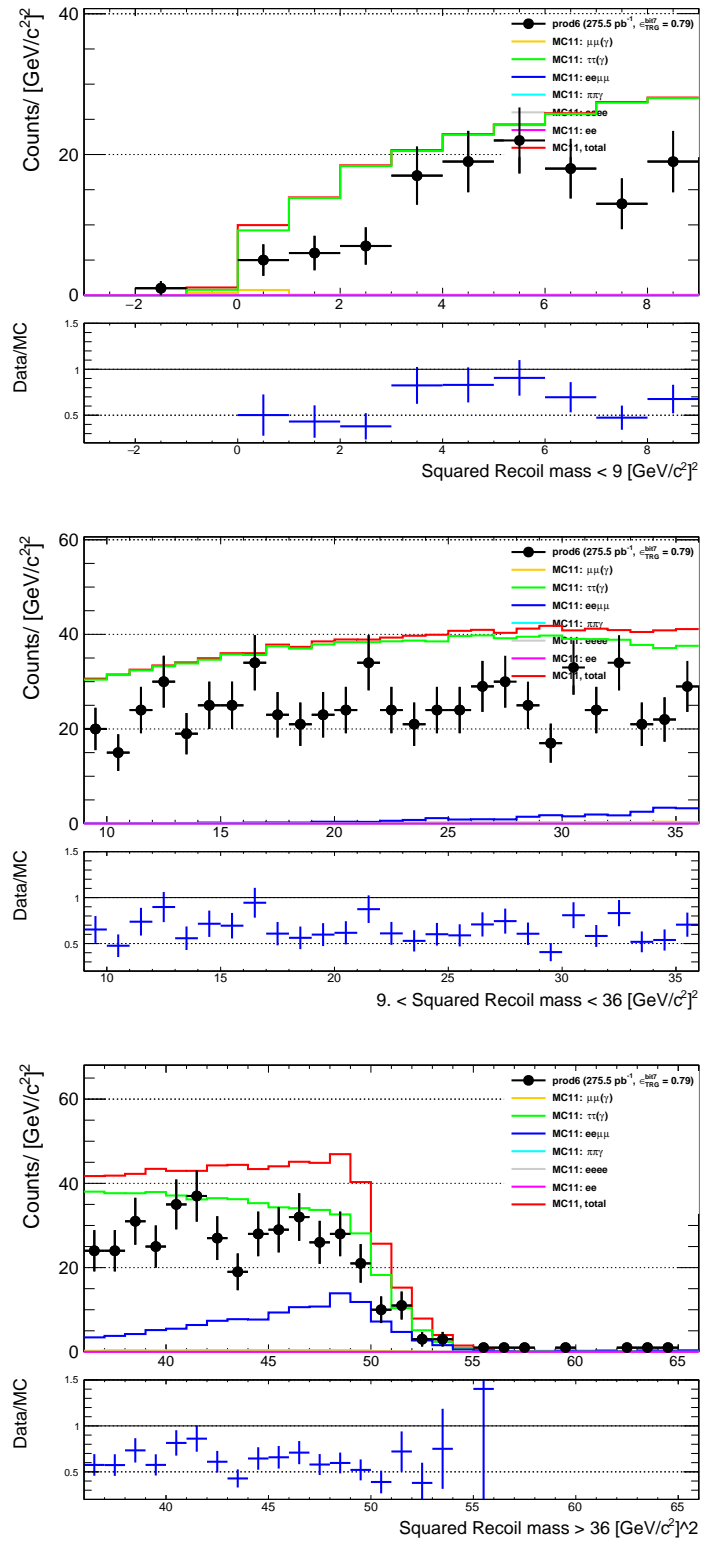 40
prod6 (275.5 pb-1, ϵTRG bit7 = 0.79)
MC11: μμ(γ)
MC11: ττ(γ)
MC11: eeμμ
MC11: ππγ
MC11: eeee
MC11: ee
MC11, total
Counts/ [GeV/c2]2
20
0
−2 0 2 4 6 8
1.5
1
0.5
Data/MC
−2 0 2 4 6 8
Squared Recoil mass < 9 [GeV/c2]2
60
prod6 (275.5 pb-1, ϵTRG bit7 = 0.79)
MC11: μμ(γ)
MC11: ττ(γ)
MC11: eeμμ
MC11: ππγ
MC11: eeee
MC11: ee
MC11, total
Counts/ [GeV/c2]2
40
20
0
10 15 20 25 30 35
1.5
1
0.5
Data/MC
10 15 20 25 30 35
9. < Squared Recoil mass < 36 [GeV/c2]2
prod6 (275.5 pb-1, ϵTRG bit7 = 0.79)
MC11: μμ(γ)
MC11: ττ(γ)
MC11: eeμμ
MC11: ππγ
MC11: eeee
MC11: ee
MC11, total
Counts/ [GeV/c2]2
60
40
20
0
40 45 50 55 60 65
1.5
1
0.5
Data/MC
40 45 50 55 60 65
Squared Recoil mass > 36 [GeV/c2]^2